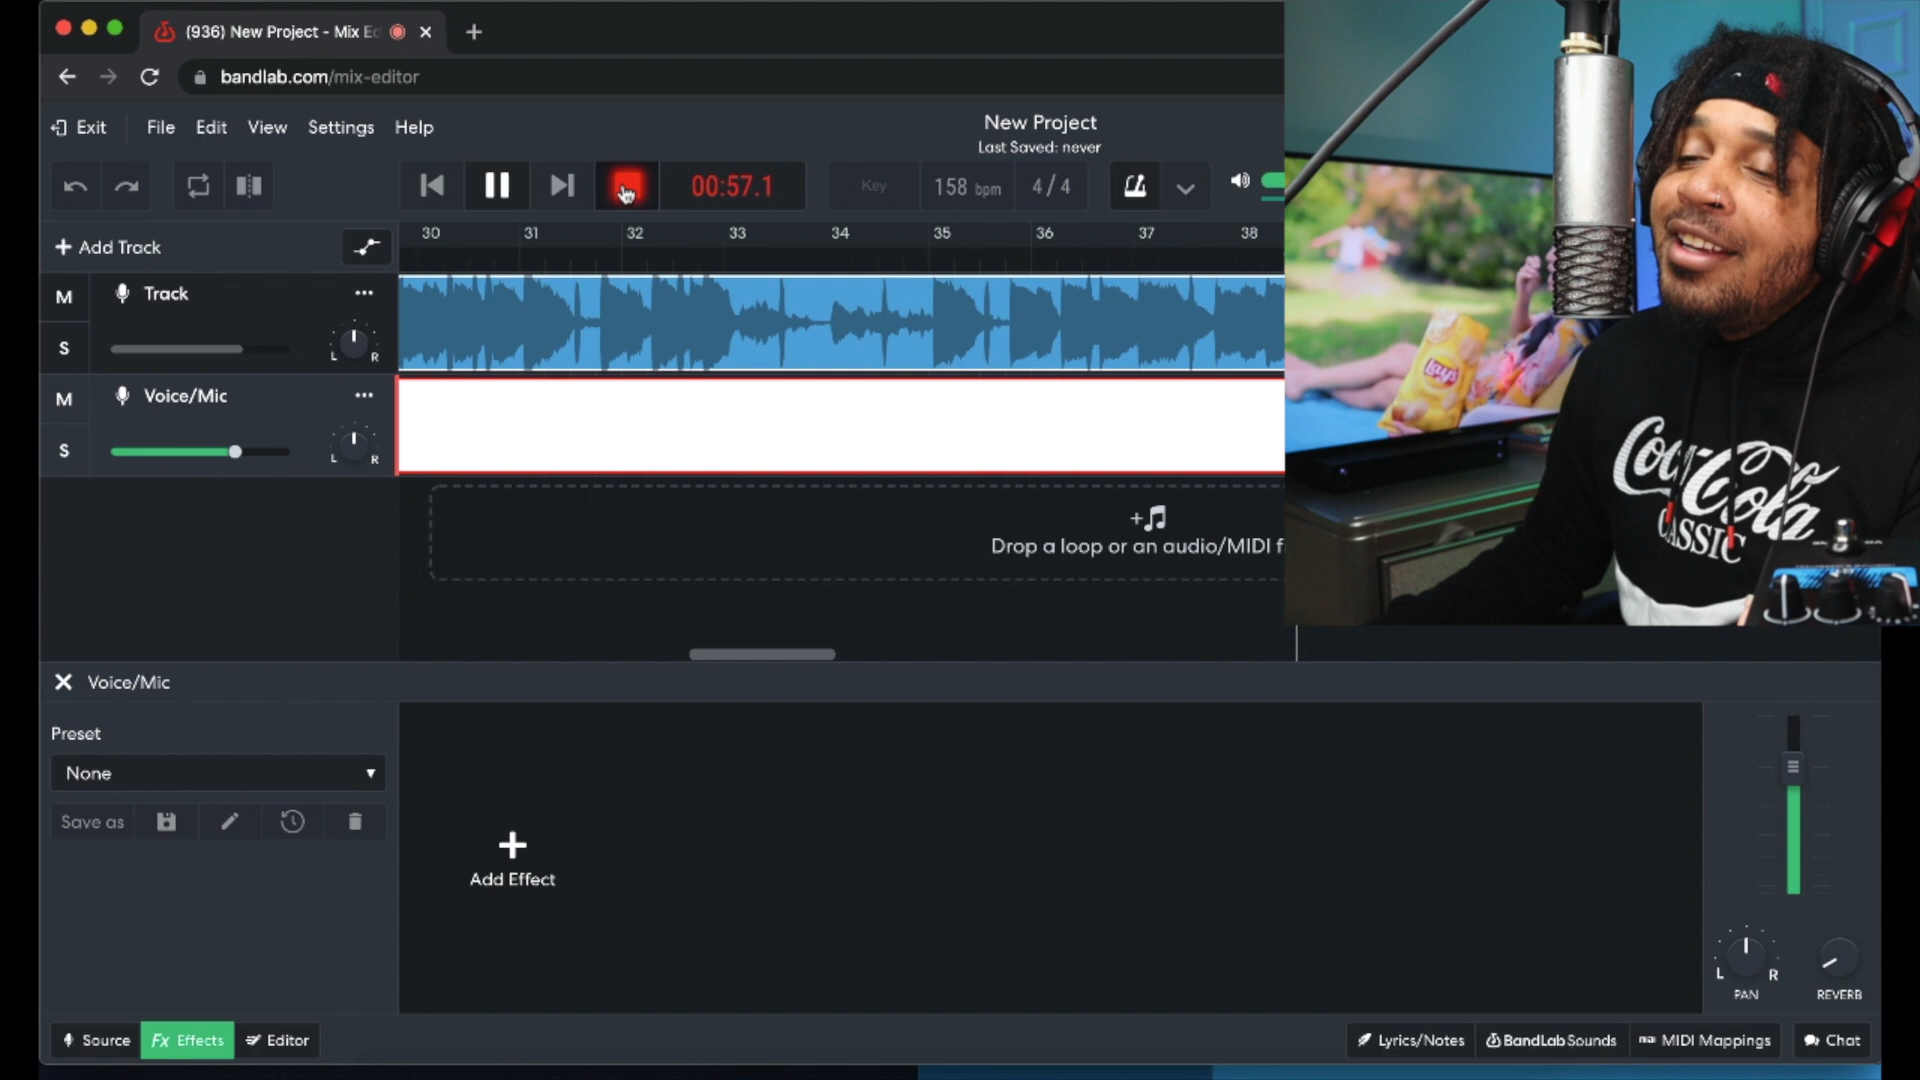 (936) New Project - Mix Ed
bandlab.com/mix-editor
Exit File Edit View Settings Help
New Project
Last Saved: never
00:57.1
Key 158 bpm 4/4
+ Add Track
30 31 32 33 34 35 36 37 38
M Track
S L R
M Voice/Mic
S L R
Drop a loop or an audio/MIDI f
Lay's
Coca-Cola
CLASSIC
Voice/Mic
Preset
None
Save as
Add Effect
L R
PAN REVERB
Source Fx Effects Editor
Lyrics/Notes BandLab Sounds MIDI Mappings Chat